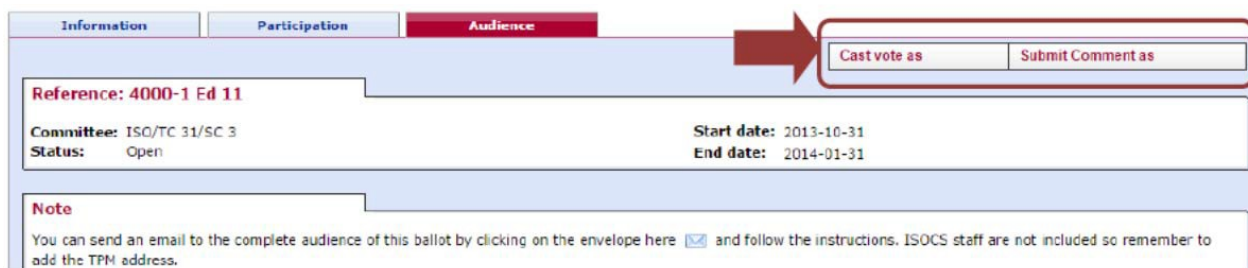 Information Participation Audience
Cast vote as Submit Comment as
Reference: 4000-1 Ed 11
Committee: ISO/TC 31/SC 3 Start date: 2013-10-31
Status: Open End date: 2014-01-31
Note
You can send an email to the complete audience of this ballot by clicking on the envelope here and follow the instructions. ISOCS staff are not included so remember to
add the TPM address.